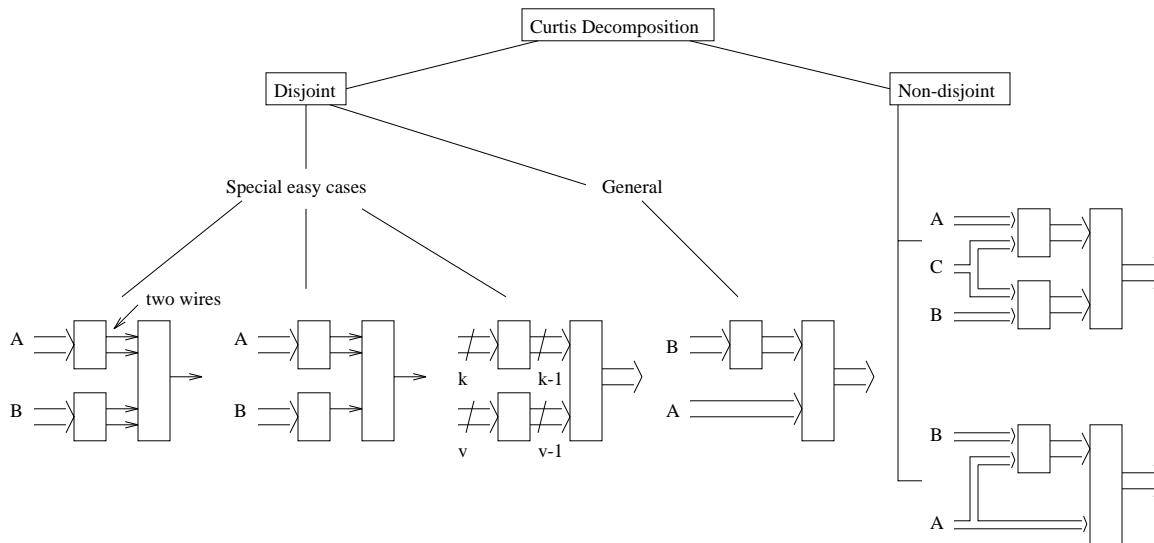 Curtis Decomposition
Disjoint
Non-disjoint
Special easy cases
General
two wires
A
B
A
B
k
k-1
v
v-1
B
A
A
C
B
B
A